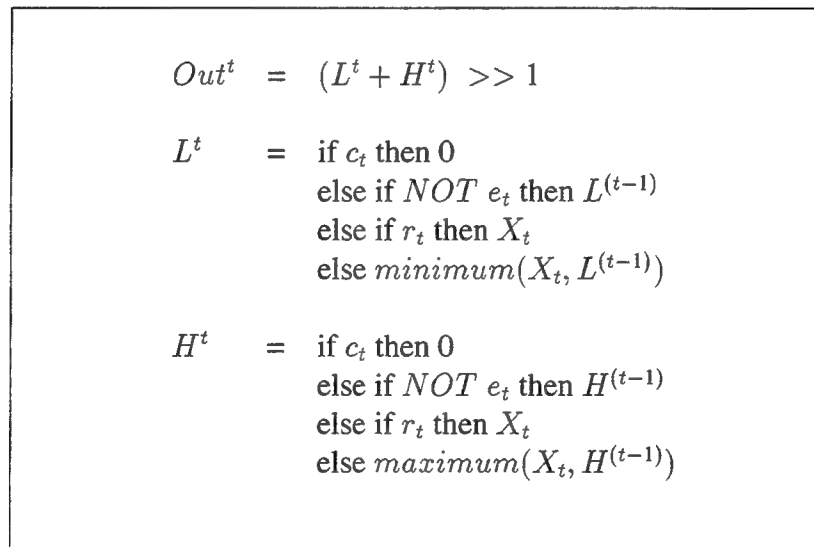 Out^t = (L^t + H^t) >> 1
L^t = if c_t then 0
else if NOT e_t then L^(t−1)
else if r_t then X_t
else minimum(X_t, L^(t−1))
H^t = if c_t then 0
else if NOT e_t then H^(t−1)
else if r_t then X_t
else maximum(X_t, H^(t−1))